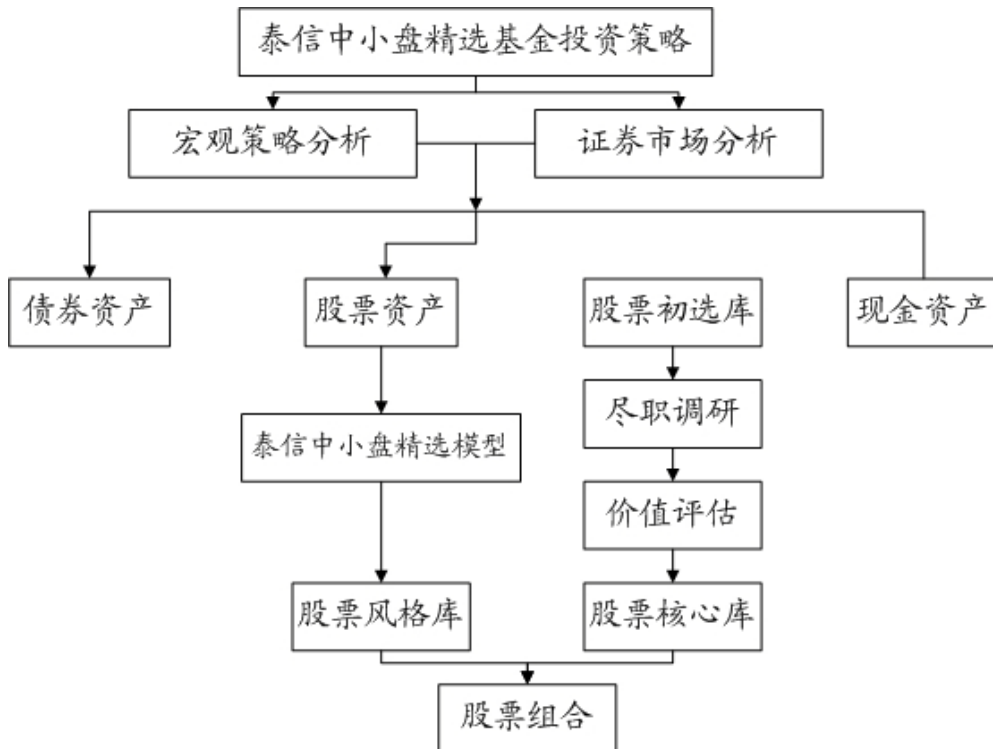 泰信中小盘精选基金投资策略
宏观策略分析
证券市场分析
债券资产
股票资产
股票初选库
现金资产
尽职调研
泰信中小盘精选模型
价值评估
股票风格库
股票核心库
股票组合